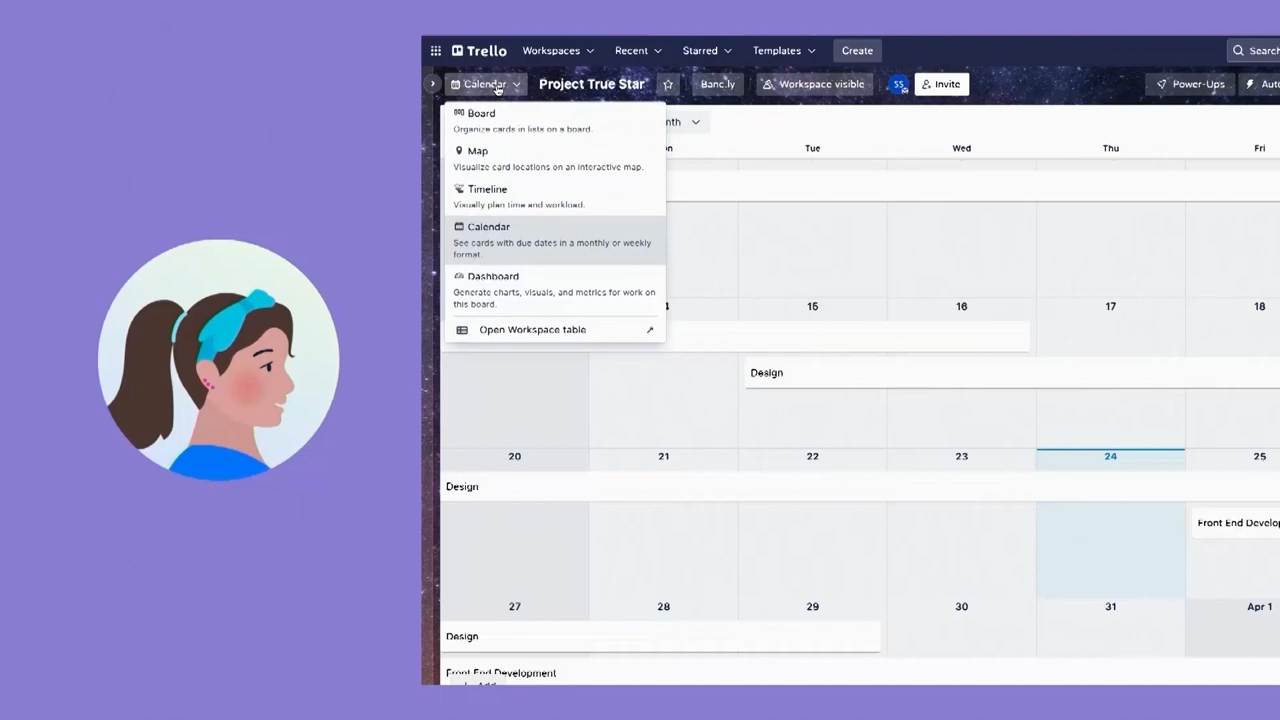 Trello Workspaces Recent Starred Templates Create Search
Calendar Project True Star Banc.ly Workspace visible SS Invite Power-Ups
Board
Organize cards in lists on a board.
Map
Visualize card locations on an interactive map.
Timeline
Visually plan time and workload.
Calendar
See cards with due dates in a monthly or weekly
format.
Dashboard
Generate charts, visuals, and metrics for work on
this board.
Open Workspace table
Tue Wed Thu Fri
15 16 17 18
Design
20 21 22 23 24 25
Design
Front End Develop
27 28 29 30 31 Apr 1
Design
Front End Development
Add